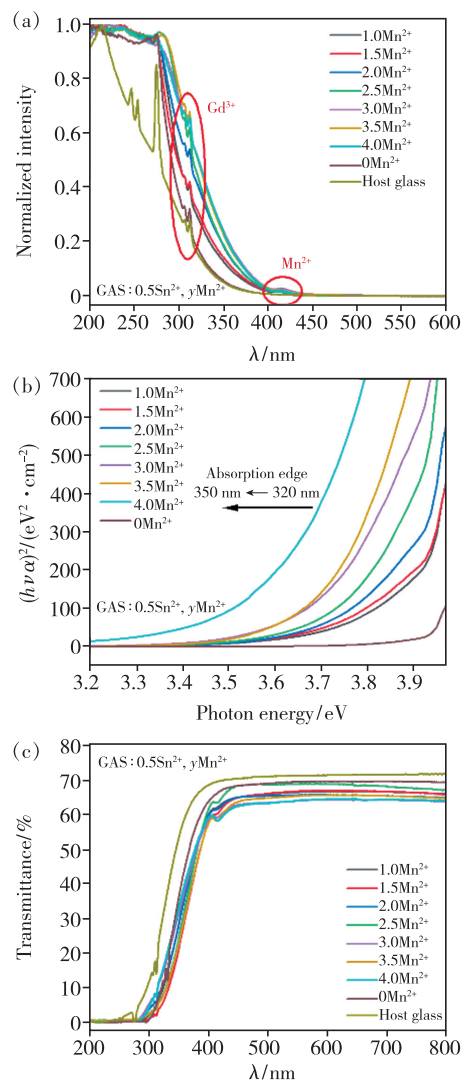 (a)
1.0
0.8
0.6
0.4
0.2
0
Normalized intensity
Gd³⁺
Mn²⁺
1.0Mn²⁺
1.5Mn²⁺
2.0Mn²⁺
2.5Mn²⁺
3.0Mn²⁺
3.5Mn²⁺
4.0Mn²⁺
0Mn²⁺
Host glass
GAS：0.5Sn²⁺, yMn²⁺
200 250 300 350 400 450 500 550 600
λ/nm
(b)
700
600
500
400
300
200
100
0
(hνα)²/(eV²・cm⁻²)
1.0Mn²⁺
1.5Mn²⁺
2.0Mn²⁺
2.5Mn²⁺
3.0Mn²⁺
3.5Mn²⁺
4.0Mn²⁺
0Mn²⁺
Absorption edge
350 nm ← 320 nm
GAS：0.5Sn²⁺, yMn²⁺
3.2 3.3 3.4 3.5 3.6 3.7 3.8 3.9
Photon energy/eV
(c)
80
70
60
50
40
30
20
10
0
Transmittance/%
GAS：0.5Sn²⁺, yMn²⁺
1.0Mn²⁺
1.5Mn²⁺
2.0Mn²⁺
2.5Mn²⁺
3.0Mn²⁺
3.5Mn²⁺
4.0Mn²⁺
0Mn²⁺
Host glass
200 300 400 500 600 700 800
λ/nm